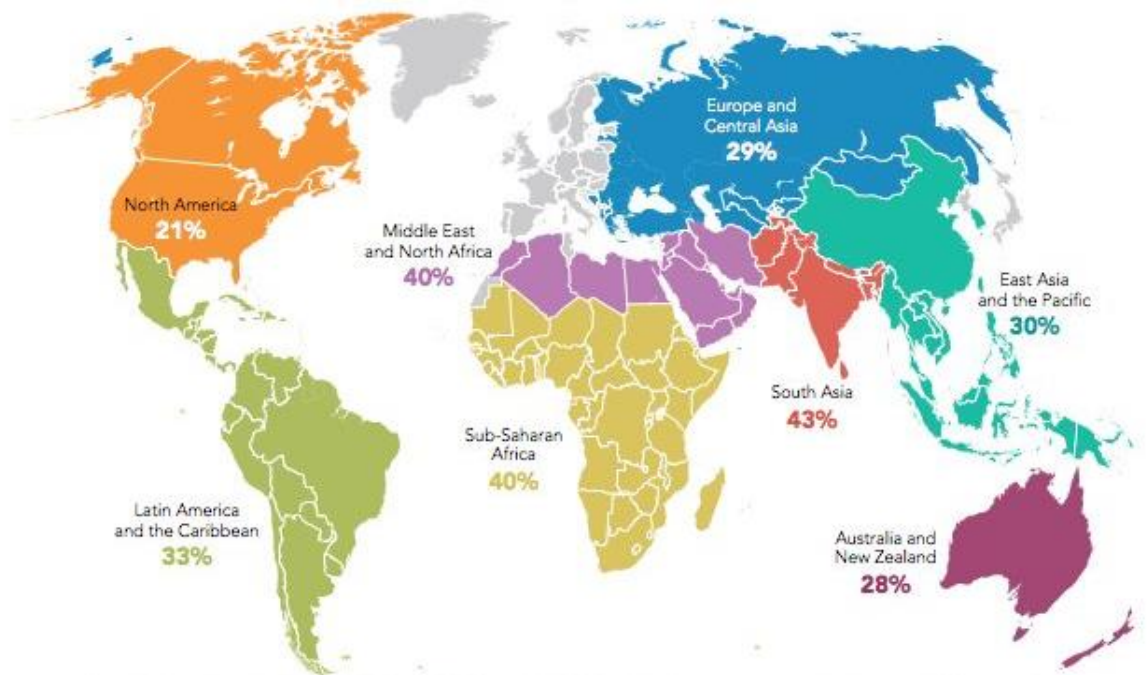 Europe and
Central Asia
29%
North America
21%
Middle East
and North Africa
40%
East Asia
and the Pacific
30%
South Asia
43%
Sub-Saharan
Africa
40%
Latin America
and the Caribbean
33%
Australia and
New Zealand
28%